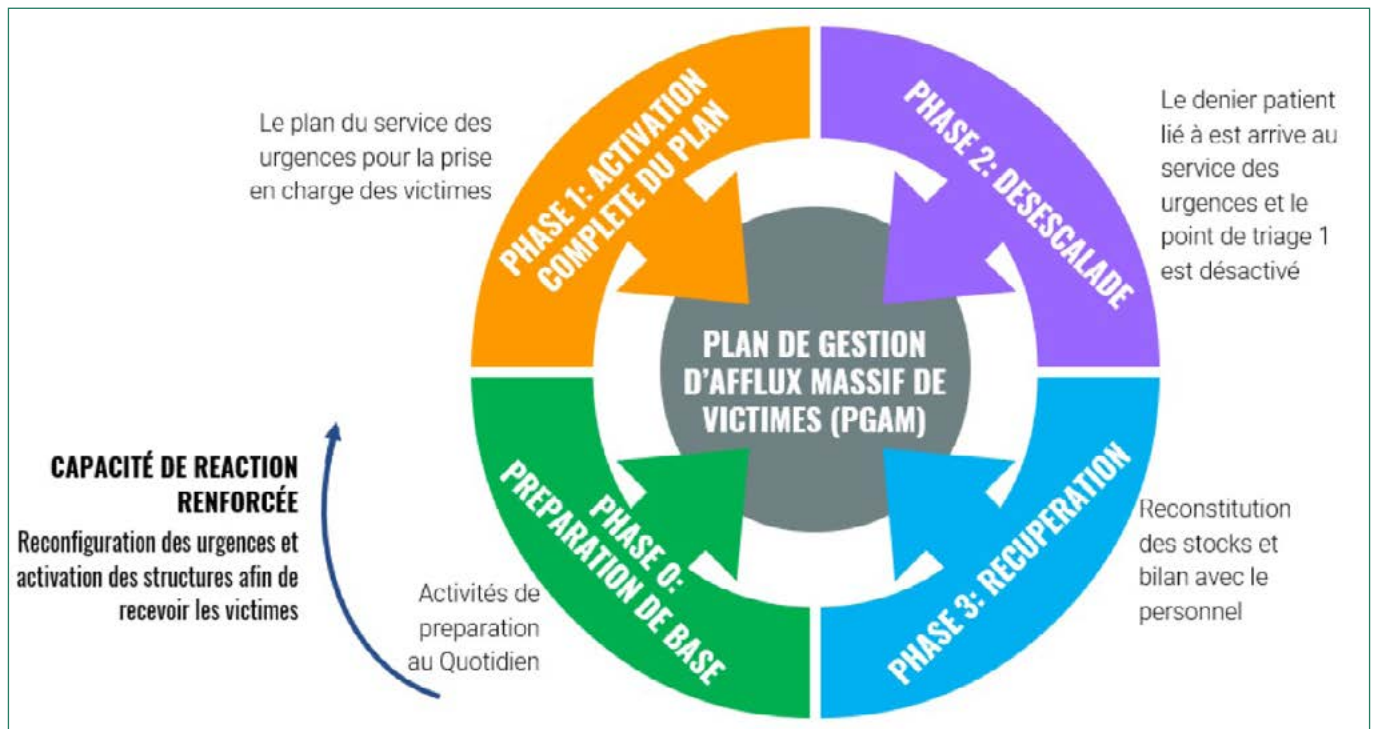 Le plan du service des
urgences pour la prise
en charge des victimes
PHASE 1: ACTIVATION
COMPLETE DU PLAN
PHASE 2: DESESCALADE
Le denier patient
lié à est arrive au
service des
urgences et le
point de triage 1
est désactivé
PLAN DE GESTION
D'AFFLUX MASSIF DE
VICTIMES (PGAM)
CAPACITÉ DE REACTION
RENFORCÉE
Reconfiguration des urgences et
activation des structures afin de
recevoir les victimes
Activités de
preparation
au Quotidien
PHASE 0:
PREPARATION DE BASE
PHASE 3: RECUPERATION
Reconstitution
des stocks et
bilan avec le
personnel